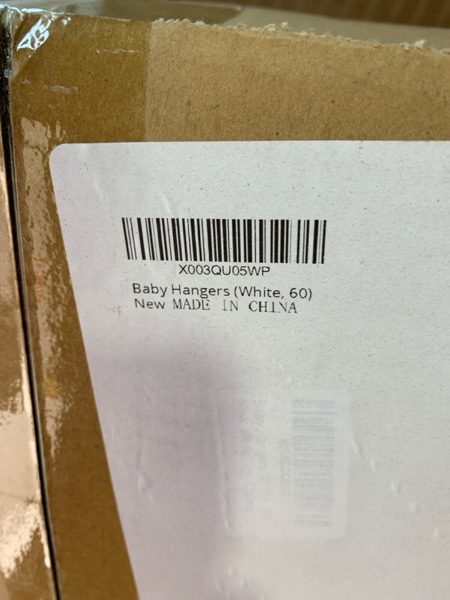 X003QU05WP
Baby Hangers (White, 60)
New MADE IN CHINA